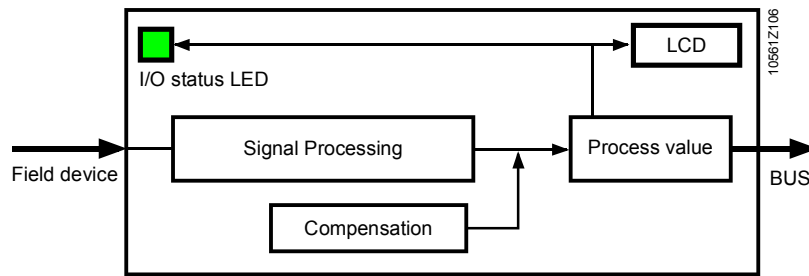 LCD
10561Z106
I/O status LED
Signal Processing
Process value
Field device
BUS
Compensation